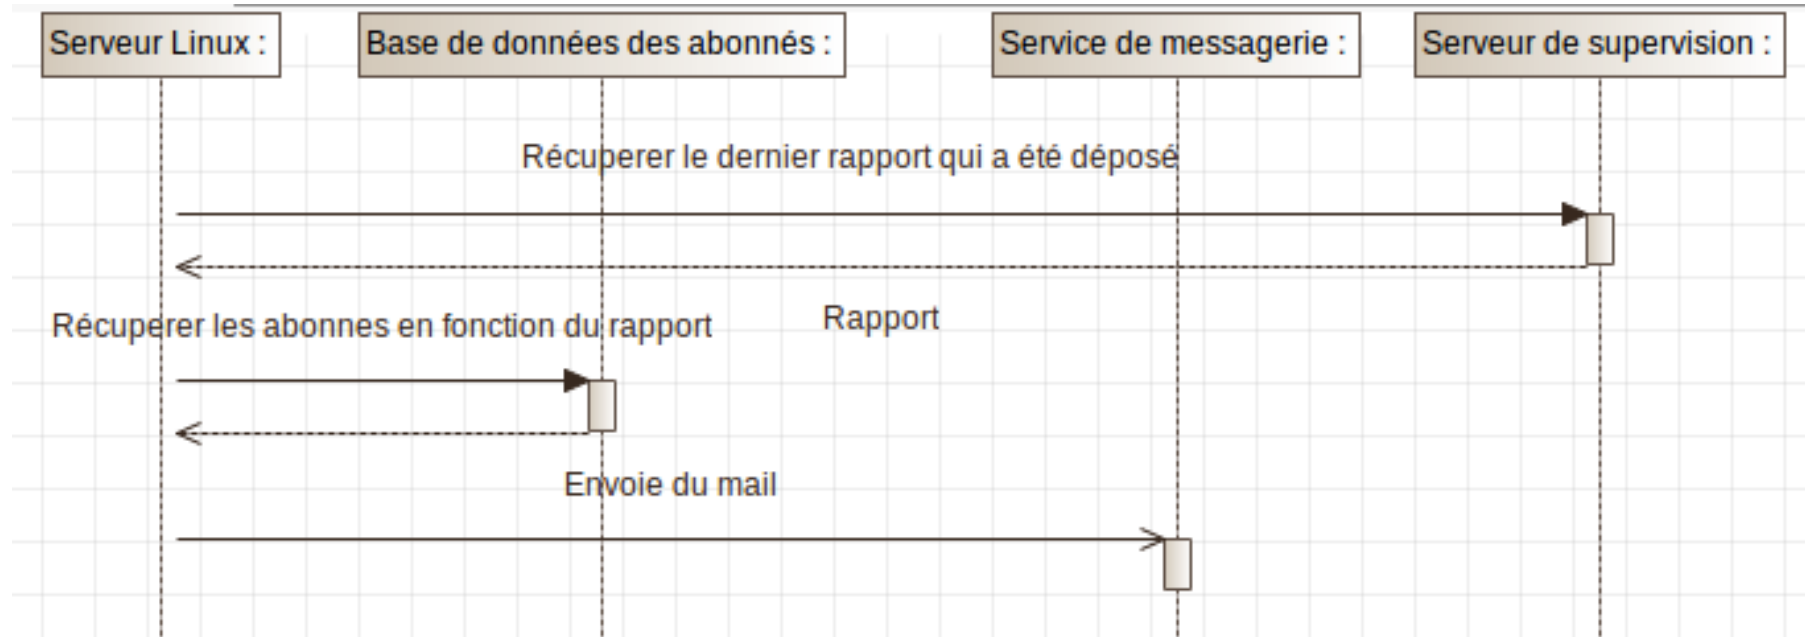 Serveur Linux :
Base de données des abonnés :
Service de messagerie :
Serveur de supervision :
Récuperer le dernier rapport qui a été déposé
Rapport
Récuperer les abonnes en fonction du rapport
Envoie du mail